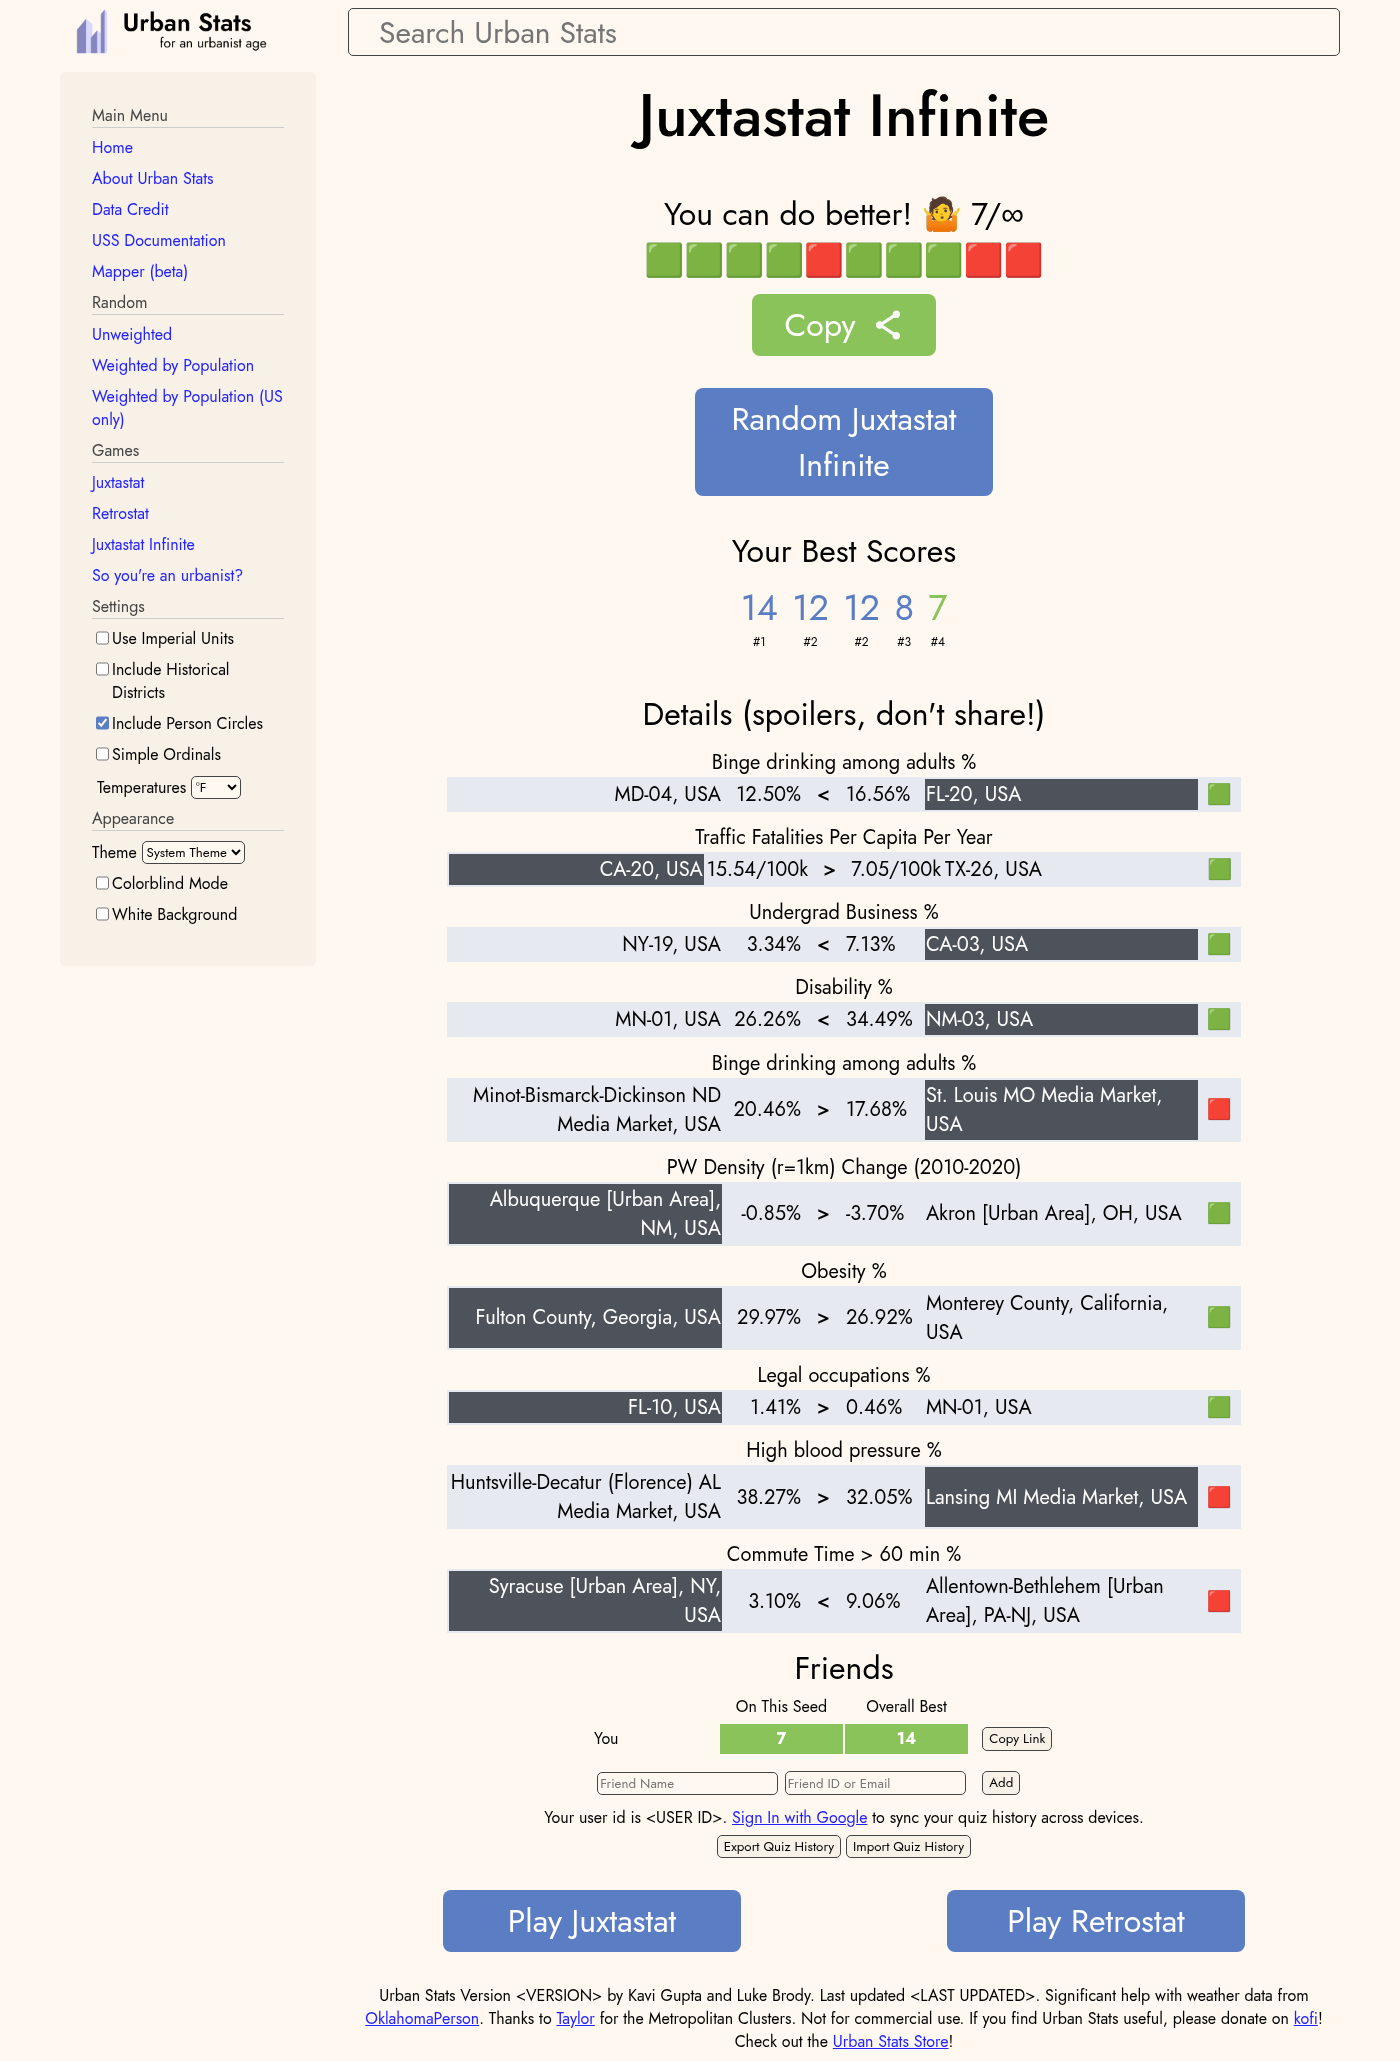 Urban Stats
for an urbanist age
Search Urban Stats
Main Menu
Home
About Urban Stats
Data Credit
USS Documentation
Mapper (beta)
Random
Unweighted
Weighted by Population
Weighted by Population (US
only)
Games
Juxtastat
Retrostat
Juxtastat Infinite
So you're an urbanist?
Settings
Use Imperial Units
Include Historical
Districts
Include Person Circles
Simple Ordinals
Temperatures °F
Appearance
Theme System Theme
Colorblind Mode
White Background
Juxtastat Infinite
You can do better! 🤷 7/∞
🟩🟩🟩🟩🟥🟩🟩🟩🟥🟥
Copy
Random Juxtastat
Infinite
Your Best Scores
14 12 12 8 7
#1 #2 #2 #3 #4
Details (spoilers, don't share!)
Binge drinking among adults %
MD-04, USA 12.50% < 16.56% FL-20, USA 🟩
Traffic Fatalities Per Capita Per Year
CA-20, USA 15.54/100k > 7.05/100k TX-26, USA 🟩
Undergrad Business %
NY-19, USA 3.34% < 7.13% CA-03, USA 🟩
Disability %
MN-01, USA 26.26% < 34.49% NM-03, USA 🟩
Binge drinking among adults %
Minot-Bismarck-Dickinson ND
Media Market, USA
20.46% > 17.68%
St. Louis MO Media Market,
USA
🟥
PW Density (r=1km) Change (2010-2020)
Albuquerque [Urban Area],
NM, USA
-0.85% > -3.70% Akron [Urban Area], OH, USA 🟩
Obesity %
Fulton County, Georgia, USA 29.97% > 26.92%
Monterey County, California,
USA
🟩
Legal occupations %
FL-10, USA 1.41% > 0.46% MN-01, USA 🟩
High blood pressure %
Huntsville-Decatur (Florence) AL
Media Market, USA
38.27% > 32.05% Lansing MI Media Market, USA 🟥
Commute Time > 60 min %
Syracuse [Urban Area], NY,
USA
3.10% < 9.06%
Allentown-Bethlehem [Urban
Area], PA-NJ, USA
🟥
Friends
On This Seed Overall Best
You 7 14 Copy Link
Friend Name Friend ID or Email Add
Your user id is <USER ID>. Sign In with Google to sync your quiz history across devices.
Export Quiz History Import Quiz History
Play Juxtastat Play Retrostat
Urban Stats Version <VERSION> by Kavi Gupta and Luke Brody. Last updated <LAST UPDATED>. Significant help with weather data from
OklahomaPerson. Thanks to Taylor for the Metropolitan Clusters. Not for commercial use. If you find Urban Stats useful, please donate on kofi!
Check out the Urban Stats Store!